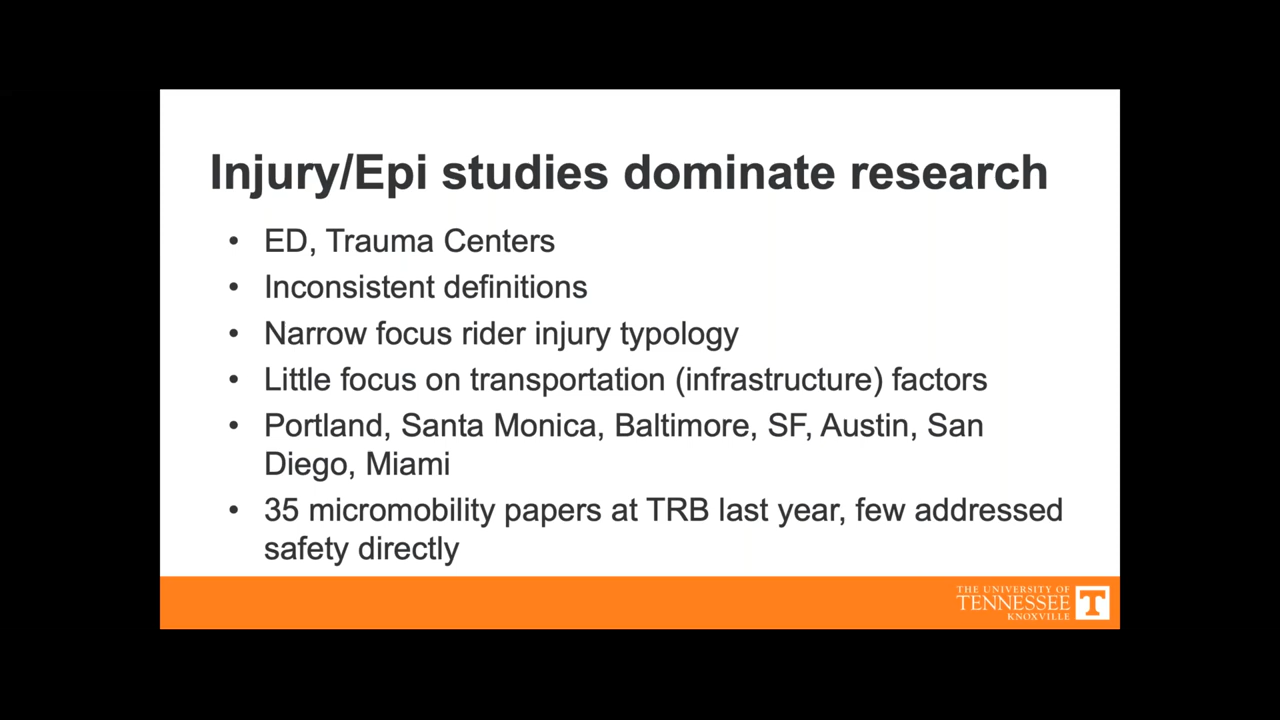 Injury/Epi studies dominate research
• ED, Trauma Centers
• Inconsistent definitions
• Narrow focus rider injury typology
• Little focus on transportation (infrastructure) factors
• Portland, Santa Monica, Baltimore, SF, Austin, San
Diego, Miami
• 35 micromobility papers at TRB last year, few addressed
safety directly
THE UNIVERSITY OF
TENNESSEE
KNOXVILLE
T